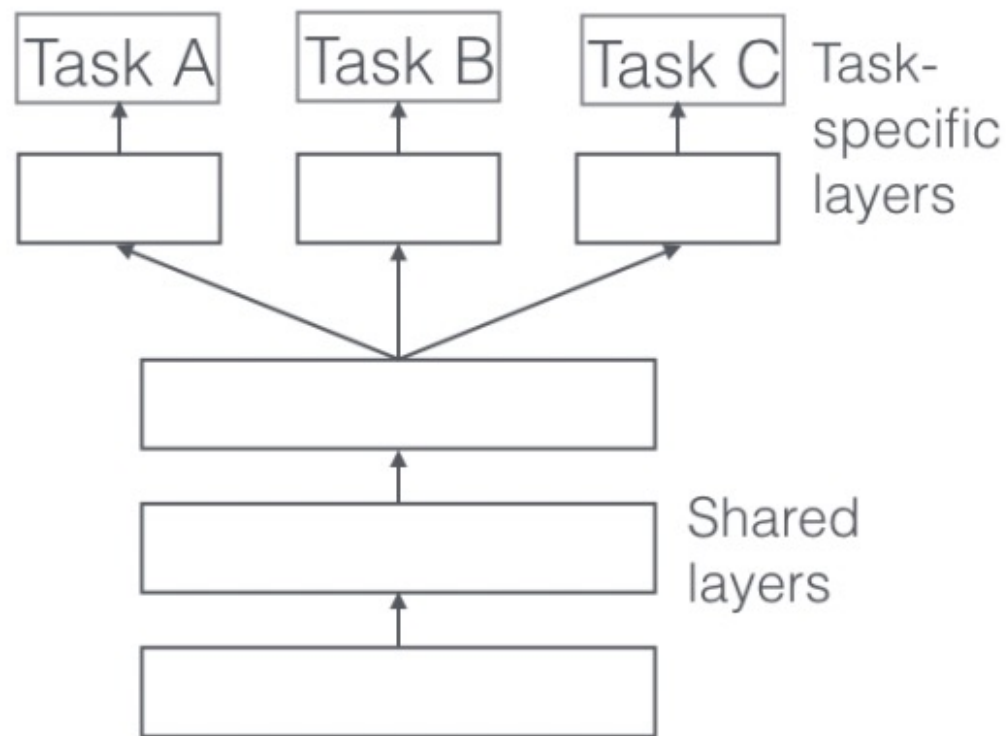 Task A
Task B
Task C
Task-
specific
layers
Shared
layers